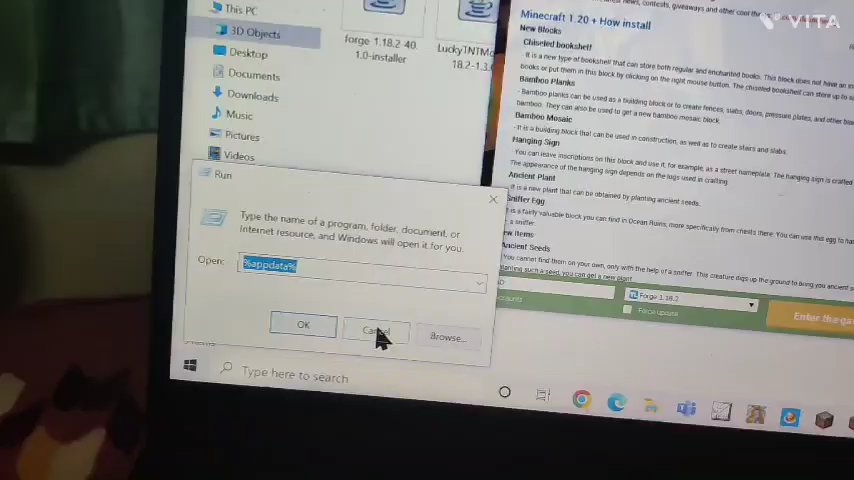 This PC
3D Objects
Desktop
Documents
Downloads
Music
Pictures
Videos
forge 1.18.2-40.
1.0-installer
LuckyTNTMo
18.2-1.3.
VITA
news, contests, giveaways and other cool
Minecraft 1.20 + How install
New Blocks
Chiseled bookshelf
- It is a new type of bookshelf that can store both regular and enchanted books. This block does not have an
books or put them in this block by clicking on the right mouse button. The chiseled bookshelf can store up to
Bamboo Planks
- Bamboo planks can be used as a building block or to create fences, slabs, doors, pressure plates, and other
bamboo. They can also be used to get a new bamboo mosaic block.
Bamboo Mosaic
- It is a building block that can be used in construction, as well as to create stairs and slabs.
Hanging Sign
- You can leave inscriptions on this block and use it, for example, as a street nameplate. The hanging sign is crafted
The appearance of the hanging sign depends on the logs used in crafting
Ancient Plant
- It is a new plant that can be obtained by planting ancient seeds.
Sniffer Egg
is a fairly valuable block you can find in Ocean Ruins, more specifically from chests there. You can use this egg to
a sniffer.
ew Items
Ancient Seeds
You cannot find them on your own, only with the help of a sniffer. This creature digs up the ground to bring you ancient
planting such a seed, you can get a new plant.
Forge 1.18.2
Force update
Enter the ga
Run
Type the name of a program, folder, document, or
Internet resource, and Windows will open it for you.
Open:
%appdata%
OK
Cancel
Browse...
Type here to search